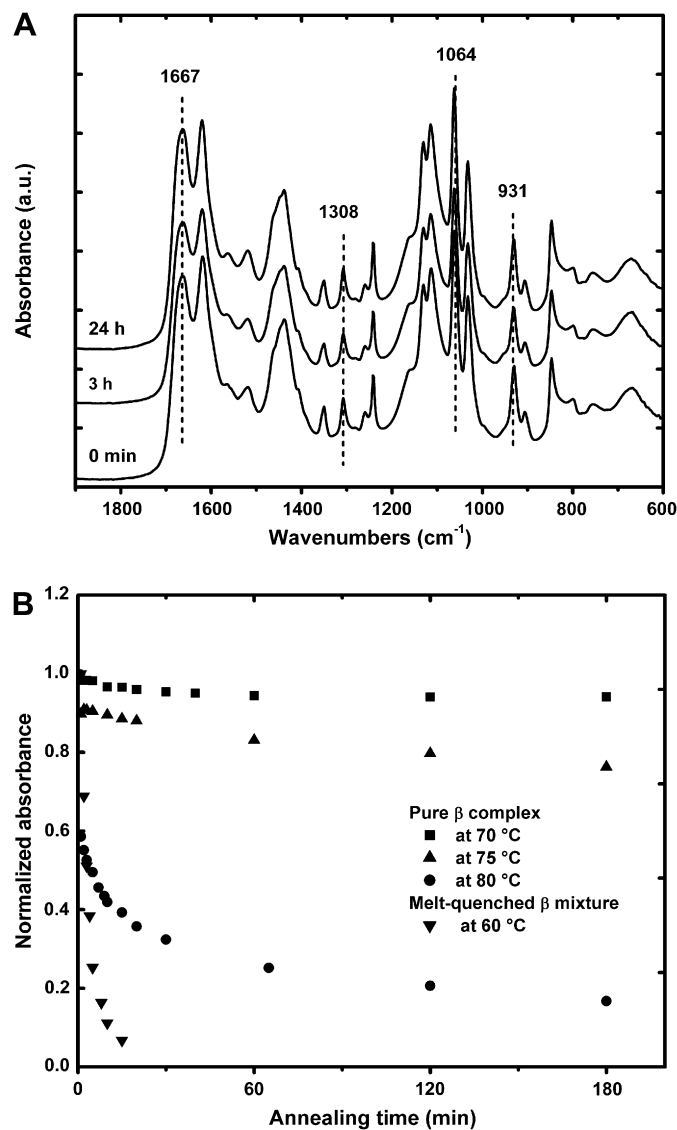 A
1667
1308
1064
931
24 h
3 h
0 min
Absorbance (a.u.)
1800 1600 1400 1200 1000 800 600
Wavenumbers (cm⁻¹)
B
1.2
1.0
0.8
0.6
0.4
0.2
0.0
Normalized absorbance
Pure β complex
at 70 °C
at 75 °C
at 80 °C
Melt-quenched β mixture
at 60 °C
0 60 120 180
Annealing time (min)